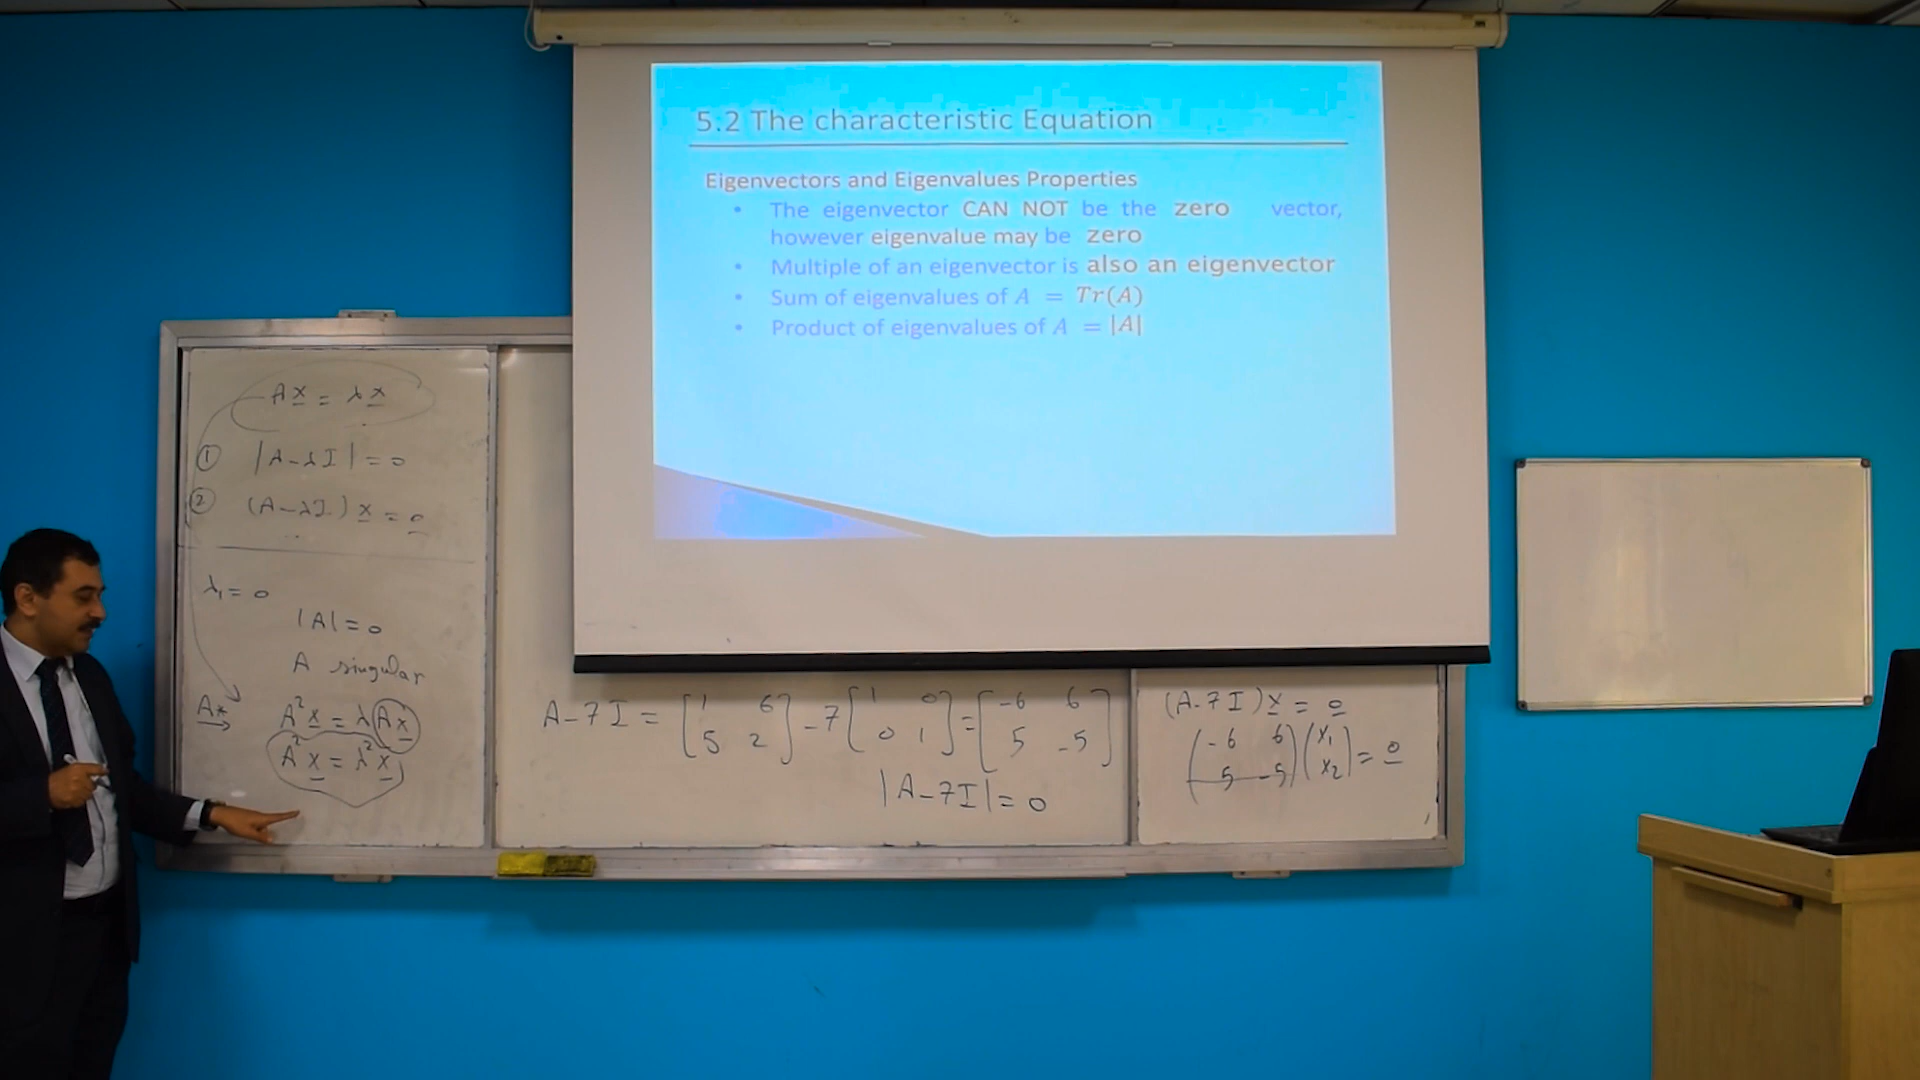 5.2 The characteristic Equation
Eigenvectors and Eigenvalues Properties
• The eigenvector CAN NOT be the zero vector,
however eigenvalue may be zero
• Multiple of an eigenvector is also an eigenvector
• Sum of eigenvalues of A = Tr(A)
• Product of eigenvalues of A = |A|
Ax = λx
① |A-λI| = 0
② (A-λI) x = 0
λ₁ = 0
|A| = 0
A singular
A*
A²x = λAx
A²x = λ²x
A-7I = [1 6; 5 2] - 7 [1 0; 0 1] = [-6 6; 5 -5]
|A-7I| = 0
(A-7I) x = 0
(-6 6; 5 -5) (x₁; x₂) = 0